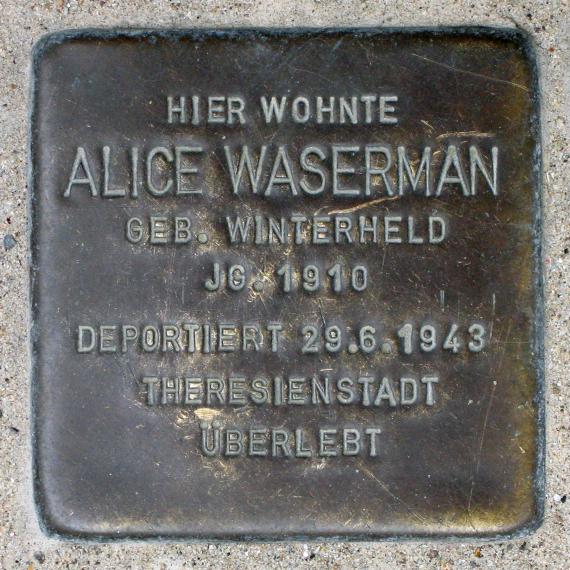 HIER WOHNTE
ALICE WASERMAN
GEB. WINTERHELD
JG. 1910
DEPORTIERT 29.6.1943
THERESIENSTADT
ÜBERLEBT